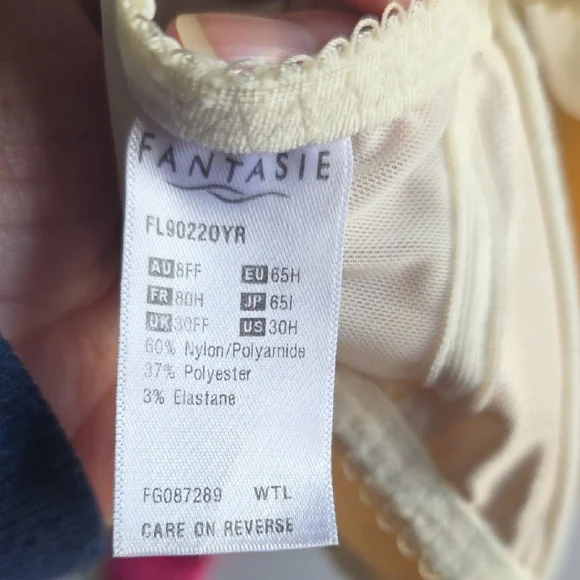 FANTASIE
FL90220YR
AU 8FF EU 65H
FR 80H JP 65I
UK 30FF US 30H
60% Nylon/Polyamide
37% Polyester
3% Elastane
FG087289 WTL
CARE ON REVERSE